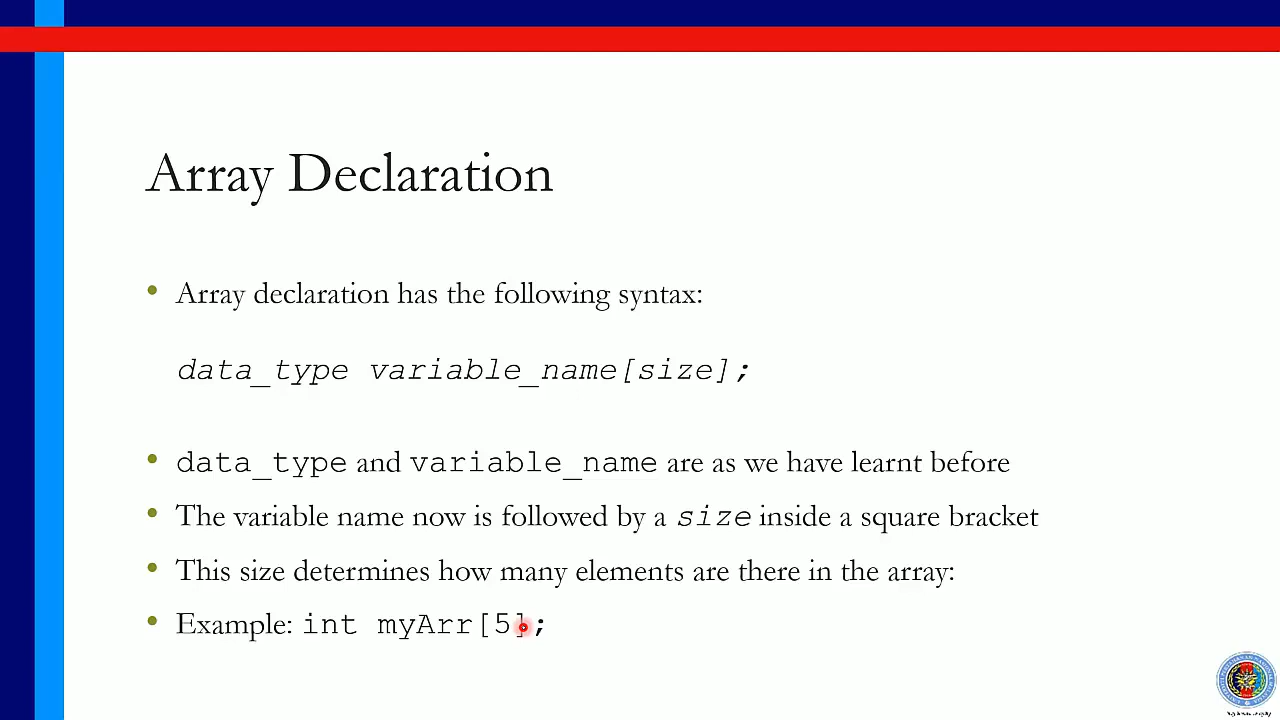 Array Declaration
• Array declaration has the following syntax:
data_type variable_name[size];
• data_type and variable_name are as we have learnt before
• The variable name now is followed by a size inside a square bracket
• This size determines how many elements are there in the array:
• Example: int myArr[5];